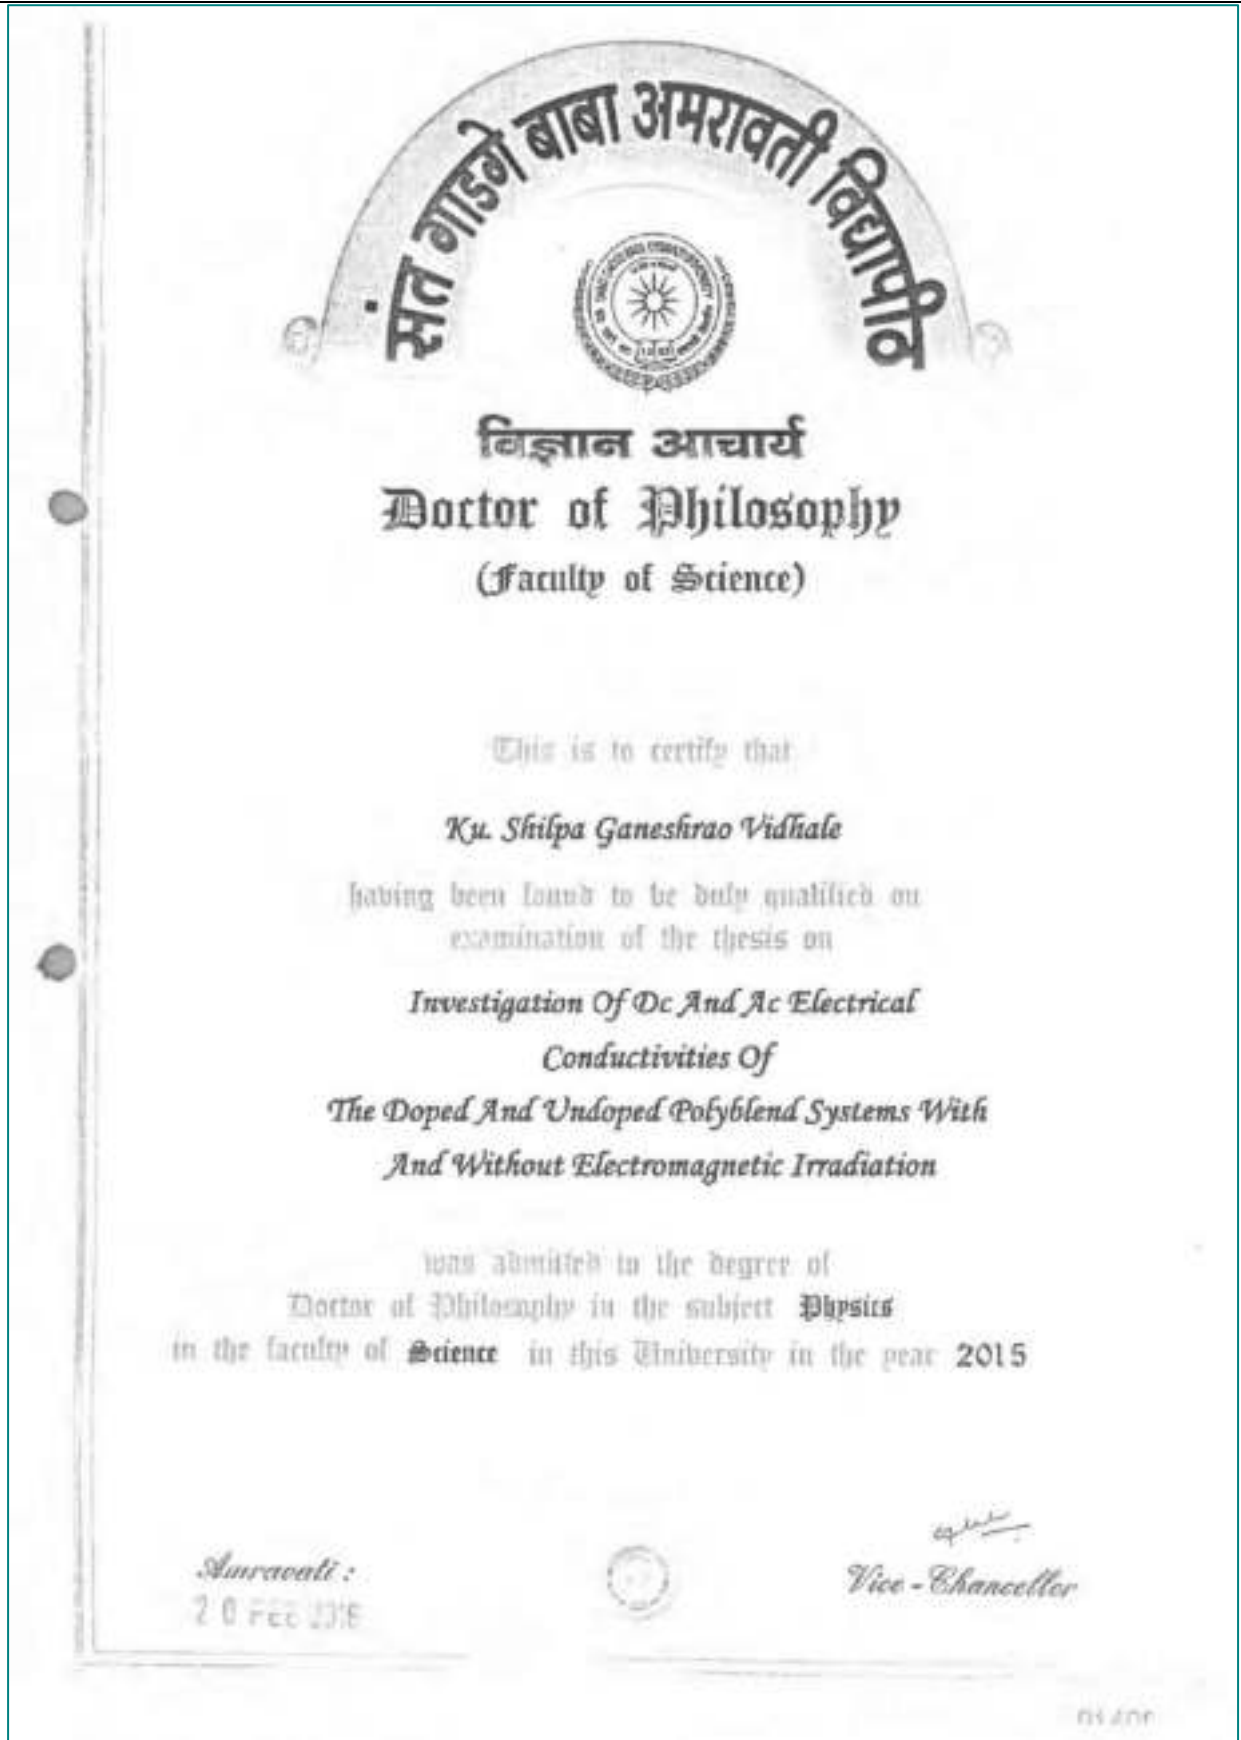 संत गाडगे बाबा अमरावती विद्यापीठ
विज्ञान आचार्य
Doctor of Philosophy
(Faculty of Science)
This is to certify that
Ku. Shilpa Ganeshrao Vidhale
having been found to be duly qualified on
examination of the thesis on
Investigation Of Dc And Ac Electrical
Conductivities Of
The Doped And Undoped Polyblend Systems With
And Without Electromagnetic Irradiation
was admitted to the degree of
Doctor of Philosophy in the subject Physics
in the faculty of Science in this University in the year 2015
Amravati :
Vice - Chancellor
20 FEB